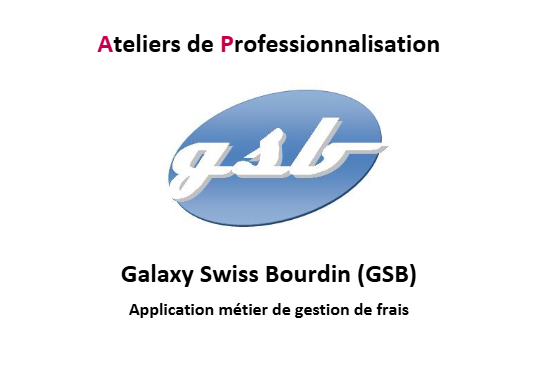 Ateliers de Professionnalisation
gsb
Galaxy Swiss Bourdin (GSB)
Application métier de gestion de frais